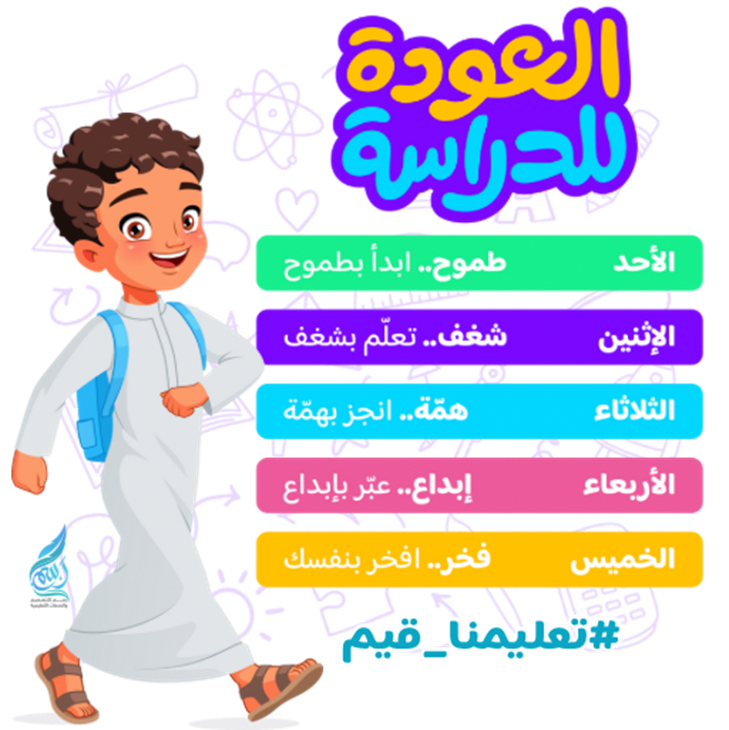 العودة
للدراسة
الأحد طموح.. ابدأ بطموح
الإثنين شغف.. تعلّم بشغف
الثلاثاء همّة.. انجز بهمّة
الأربعاء إبداع.. عبّر بإبداع
الخميس فخر.. افخر بنفسك
#تعليمنا_قيم